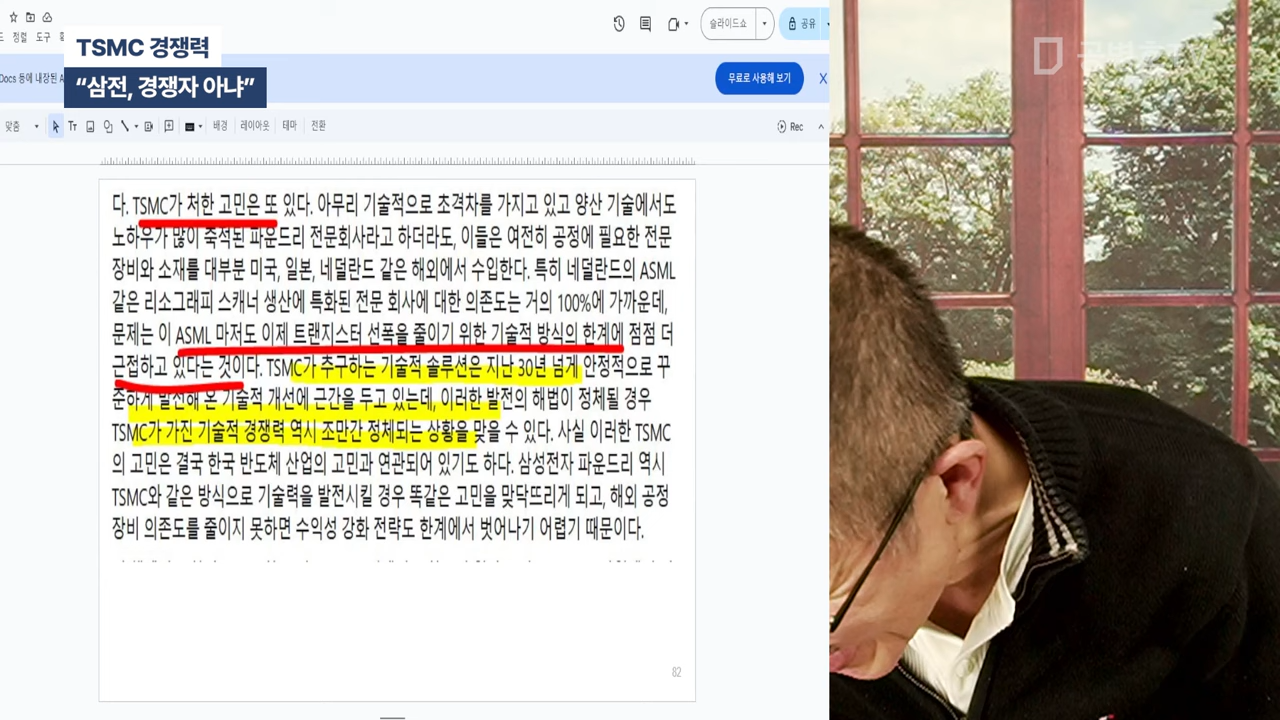 TSMC 경쟁력
“삼전, 경쟁자 아냐”
정렬 도구
슬라이드쇼
공유
Docs 등에 내장된
무료로 사용해 보기
X
맞춤
배경
레이아웃
테마
전환
Rec
다. TSMC가 처한 고민은 또 있다. 아무리 기술적으로 초격차를 가지고 있고 양산 기술에서도
노하우가 많이 축적된 파운드리 전문회사라고 하더라도, 이들은 여전히 공정에 필요한 전문
장비와 소재를 대부분 미국, 일본, 네덜란드 같은 해외에서 수입한다. 특히 네덜란드의 ASML
같은 리소그래피 스캐너 생산에 특화된 전문 회사에 대한 의존도는 거의 100%에 가까운데,
문제는 이 ASML 마저도 이제 트랜지스터 선폭을 줄이기 위한 기술적 방식의 한계에 점점 더
근접하고 있다는 것이다. TSMC가 추구하는 기술적 솔루션은 지난 30년 넘게 안정적으로 꾸
준하게 발전해 온 기술적 개선에 근간을 두고 있는데, 이러한 발전의 해법이 정체될 경우
TSMC가 가진 기술적 경쟁력 역시 조만간 정체되는 상황을 맞을 수 있다. 사실 이러한 TSMC
의 고민은 결국 한국 반도체 산업의 고민과 연관되어 있기도 하다. 삼성전자 파운드리 역시
TSMC와 같은 방식으로 기술력을 발전시킬 경우 똑같은 고민을 맞닥뜨리게 되고, 해외 공정
장비 의존도를 줄이지 못하면 수익성 강화 전략도 한계에서 벗어나기 어렵기 때문이다.
82